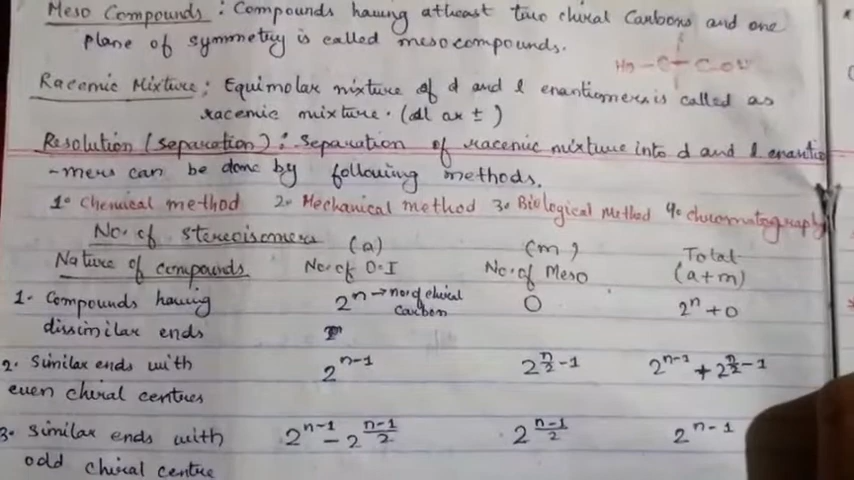 Meso Compounds : Compounds having atleast two chiral Carbons and one
plane of symmetry is called mesocompounds.
HO-C-COOH
Racemic Mixture ; Equimolar mixture of d and l enantiomers is called as
racemic mixture. (dl or ±)
Resolution (separation) : Separation of racemic mixture into d and l enantio
-mers can be done by following methods.
1. Chemical method 2. Mechanical method 3. Biological Method 4. chromatography
No. of stereoisomers (a) (m) Total
Nature of compounds No. of O.I No. of Meso (a+m)
1. Compounds having 2^n → no. of chiral carbon 0 2^n + 0
dissimilar ends
2. Similar ends with 2^(n-1) 2^(n/2 - 1) 2^(n-1) + 2^(n/2 - 1)
even chiral centres
3. Similar ends with 2^(n-1) - 2^((n-1)/2) 2^((n-1)/2) 2^(n-1)
odd chiral centre